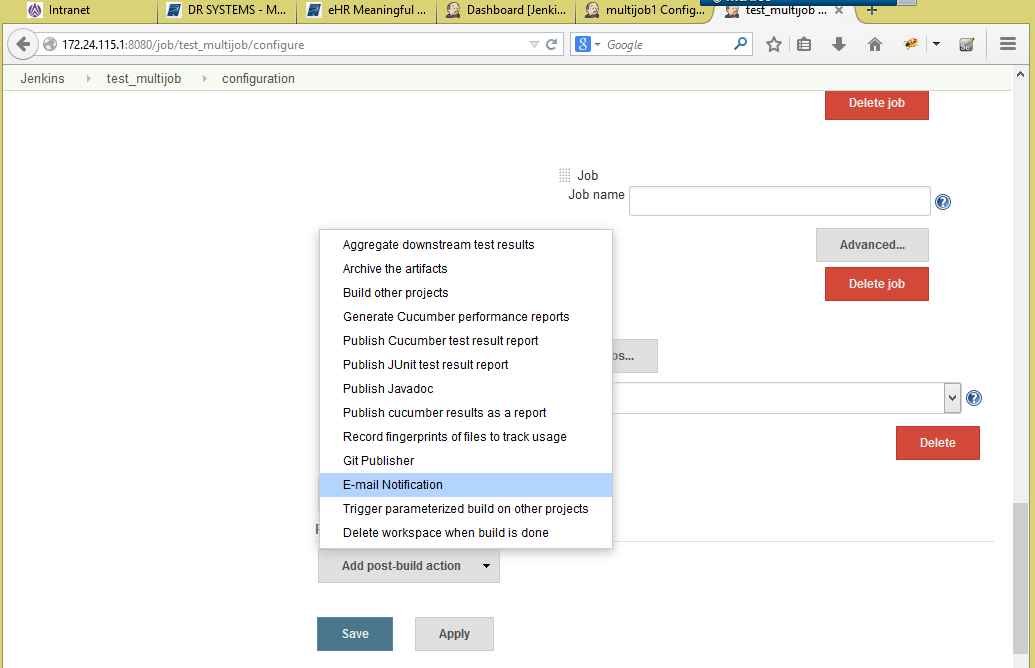 Intranet
DR SYSTEMS - M...
eHR Meaningful ...
Dashboard [Jenki...
multijob1 Config...
test_multijob ...
172.24.115.1:8080/job/test_multijob/configure
Google
Jenkins
test_multijob
configuration
Delete job
Job
Job name
Advanced...
Delete job
Aggregate downstream test results
Archive the artifacts
Build other projects
Generate Cucumber performance reports
Publish Cucumber test result report
Publish JUnit test result report
Publish Javadoc
Publish cucumber results as a report
Record fingerprints of files to track usage
Git Publisher
E-mail Notification
Trigger parameterized build on other projects
Delete workspace when build is done
bs...
Delete
Add post-build action
Save
Apply